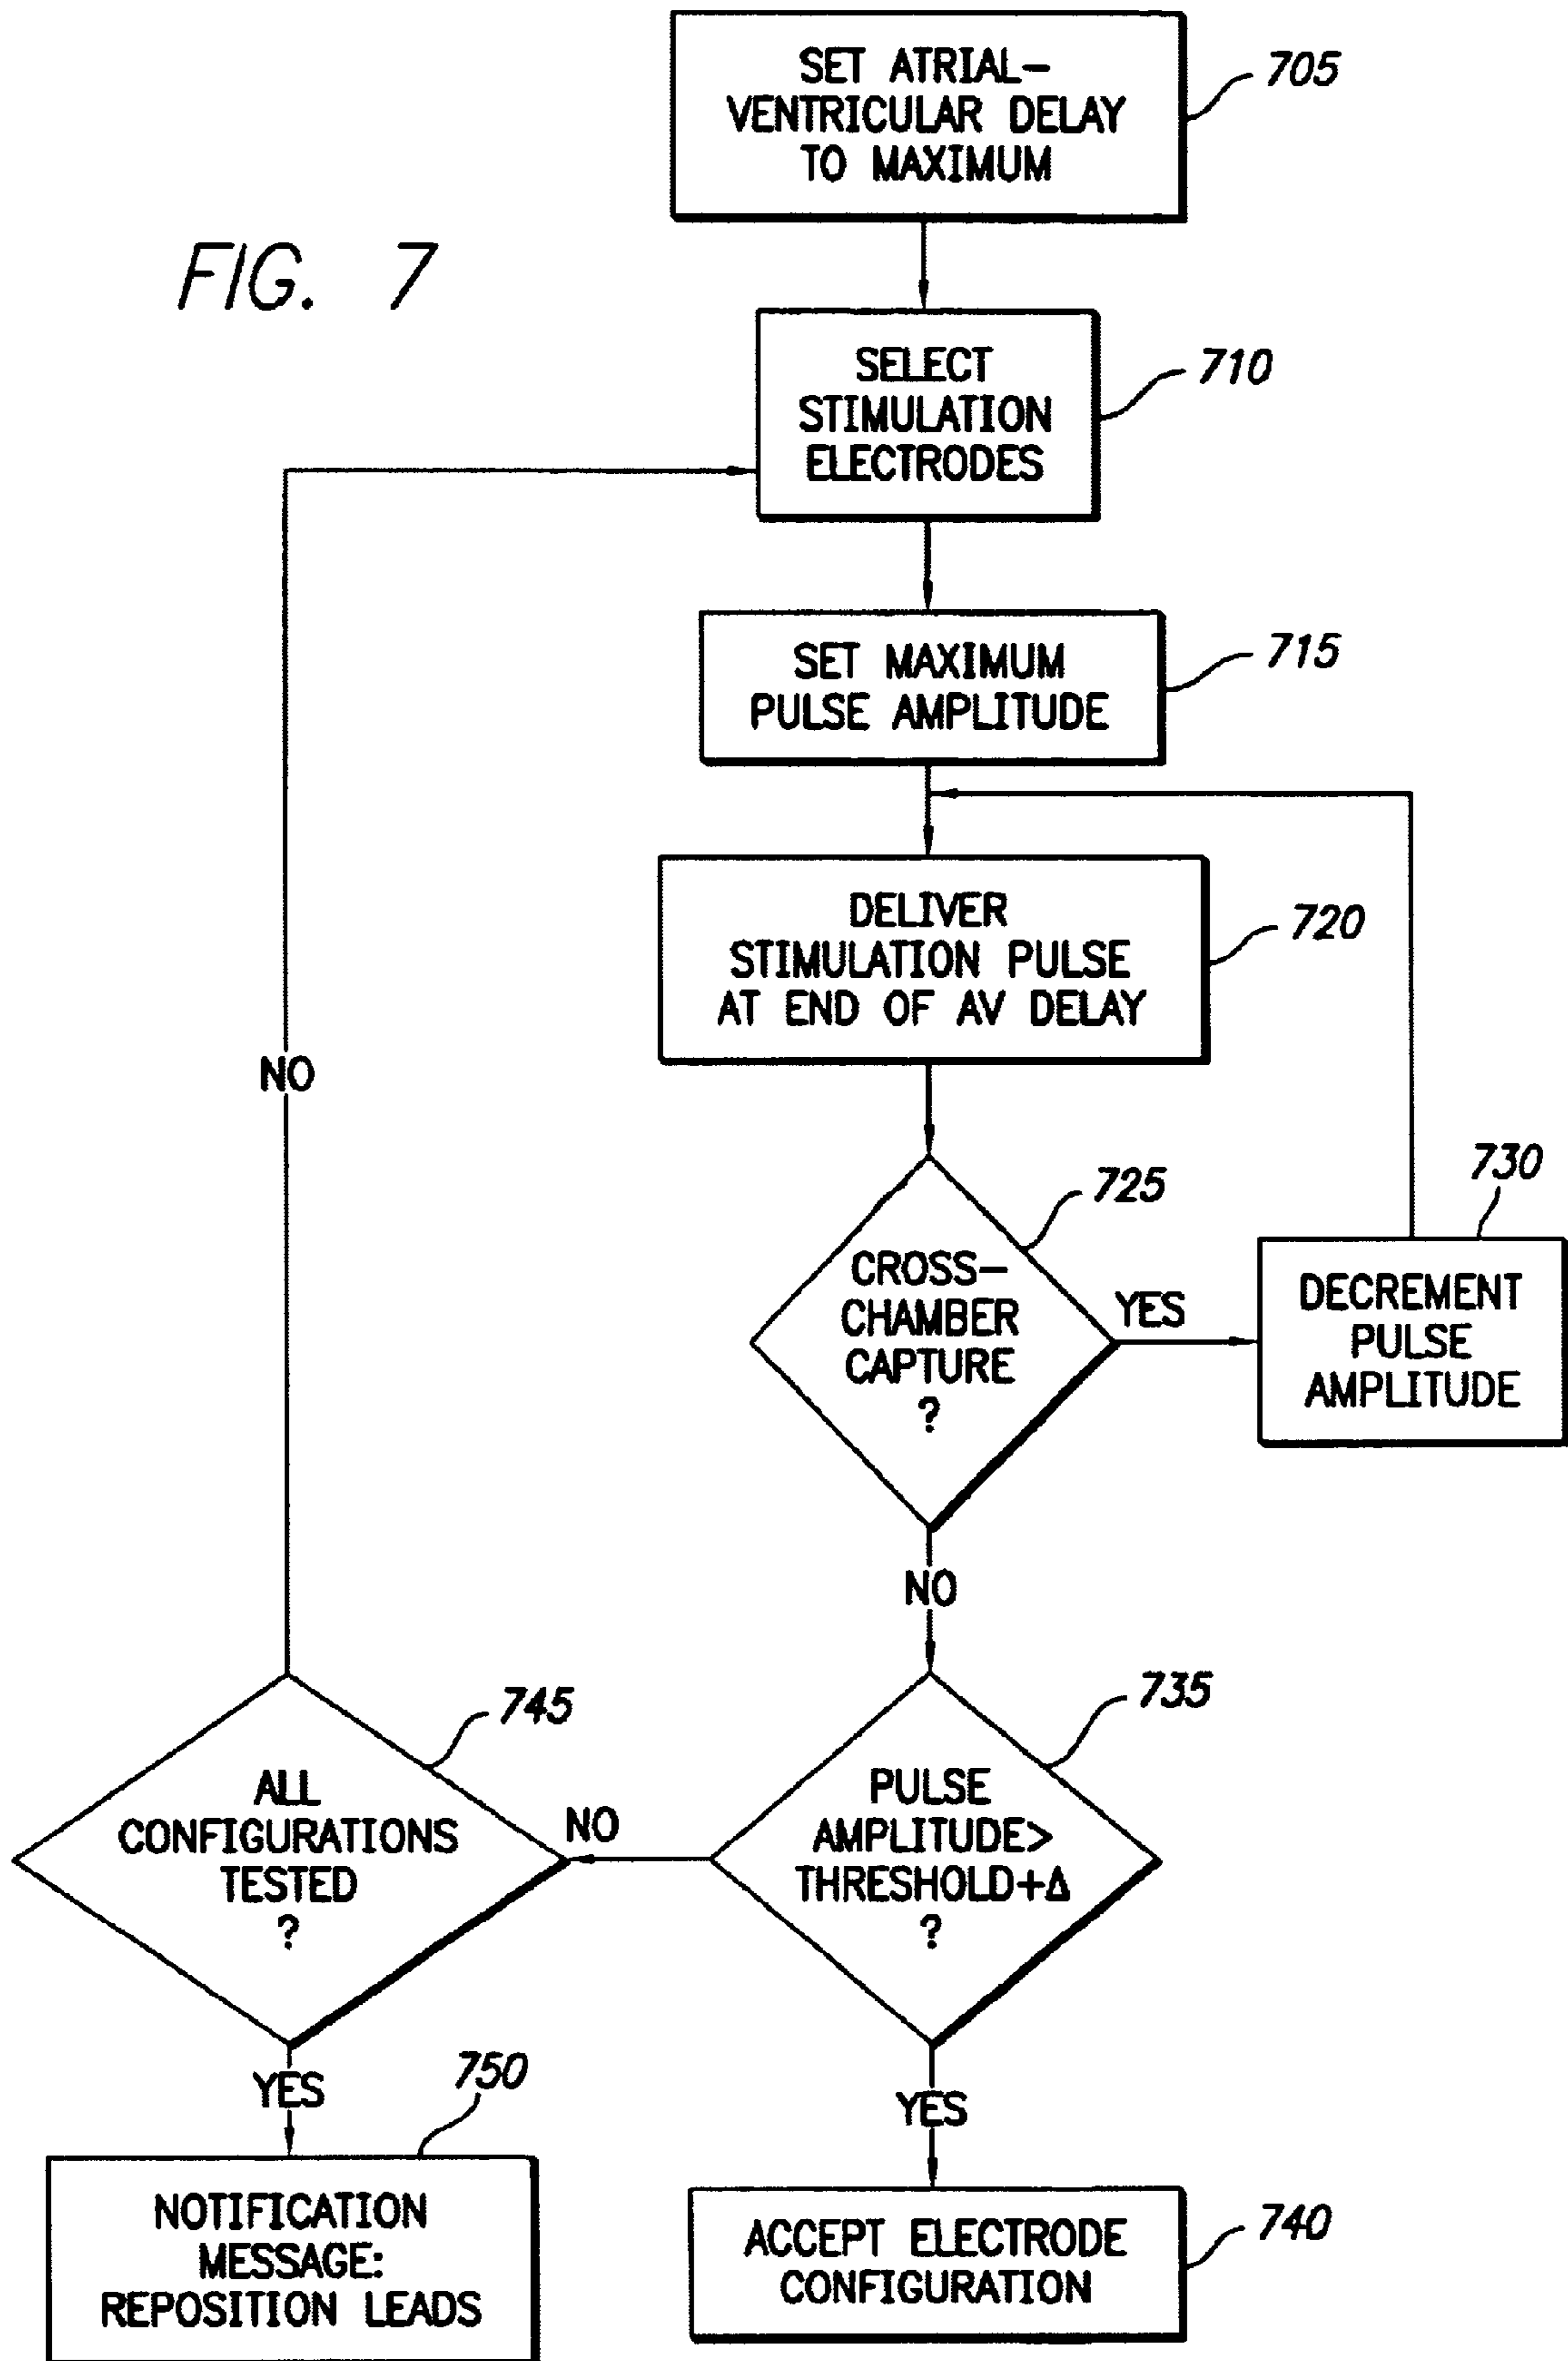 SET ATRIAL-
VENTRICULAR DELAY
TO MAXIMUM
705
FIG. 7
SELECT
STIMULATION
ELECTRODES
710
SET MAXIMUM
PULSE AMPLITUDE
715
DELIVER
STIMULATION PULSE
AT END OF AV DELAY
720
NO
CROSS-
CHAMBER
CAPTURE
?
725
YES
730
DECREMENT
PULSE
AMPLITUDE
NO
PULSE
AMPLITUDE>
THRESHOLD+Δ
?
735
NO
ALL
CONFIGURATIONS
TESTED
?
745
YES
750
NOTIFICATION
MESSAGE:
REPOSITION LEADS
YES
ACCEPT ELECTRODE
CONFIGURATION
740